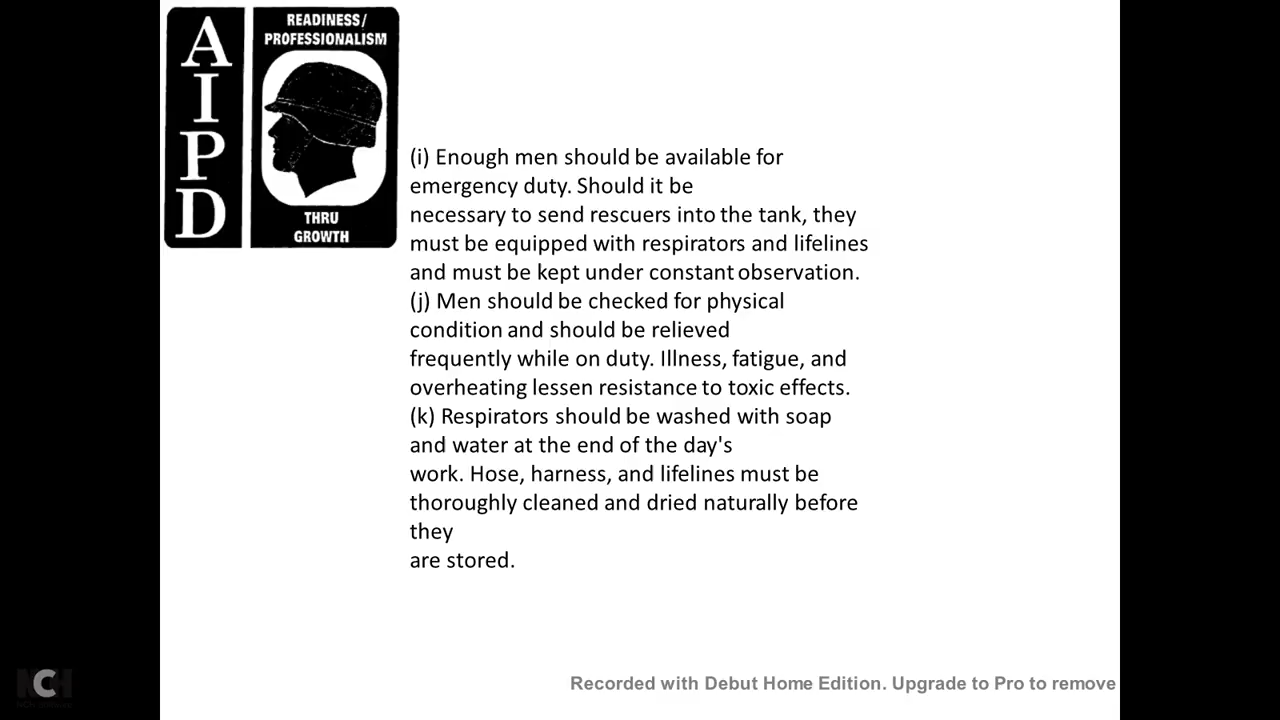 A
I
P
D
READINESS/
PROFESSIONALISM
THRU
GROWTH
(i) Enough men should be available for
emergency duty. Should it be
necessary to send rescuers into the tank, they
must be equipped with respirators and lifelines
and must be kept under constant observation.
(j) Men should be checked for physical
condition and should be relieved
frequently while on duty. Illness, fatigue, and
overheating lessen resistance to toxic effects.
(k) Respirators should be washed with soap
and water at the end of the day's
work. Hose, harness, and lifelines must be
thoroughly cleaned and dried naturally before
they
are stored.
NCH
Recorded with Debut Home Edition. Upgrade to Pro to remove